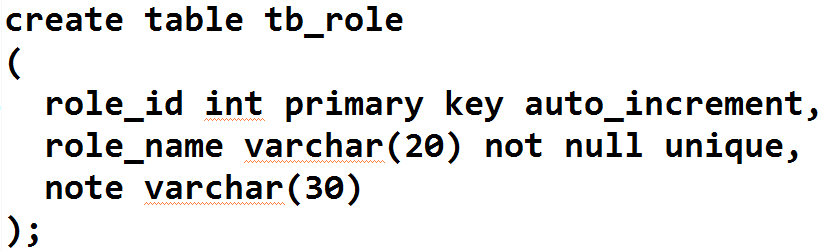 create table tb_role
(
  role_id int primary key auto_increment,
  role_name varchar(20) not null unique,
  note varchar(30)
);